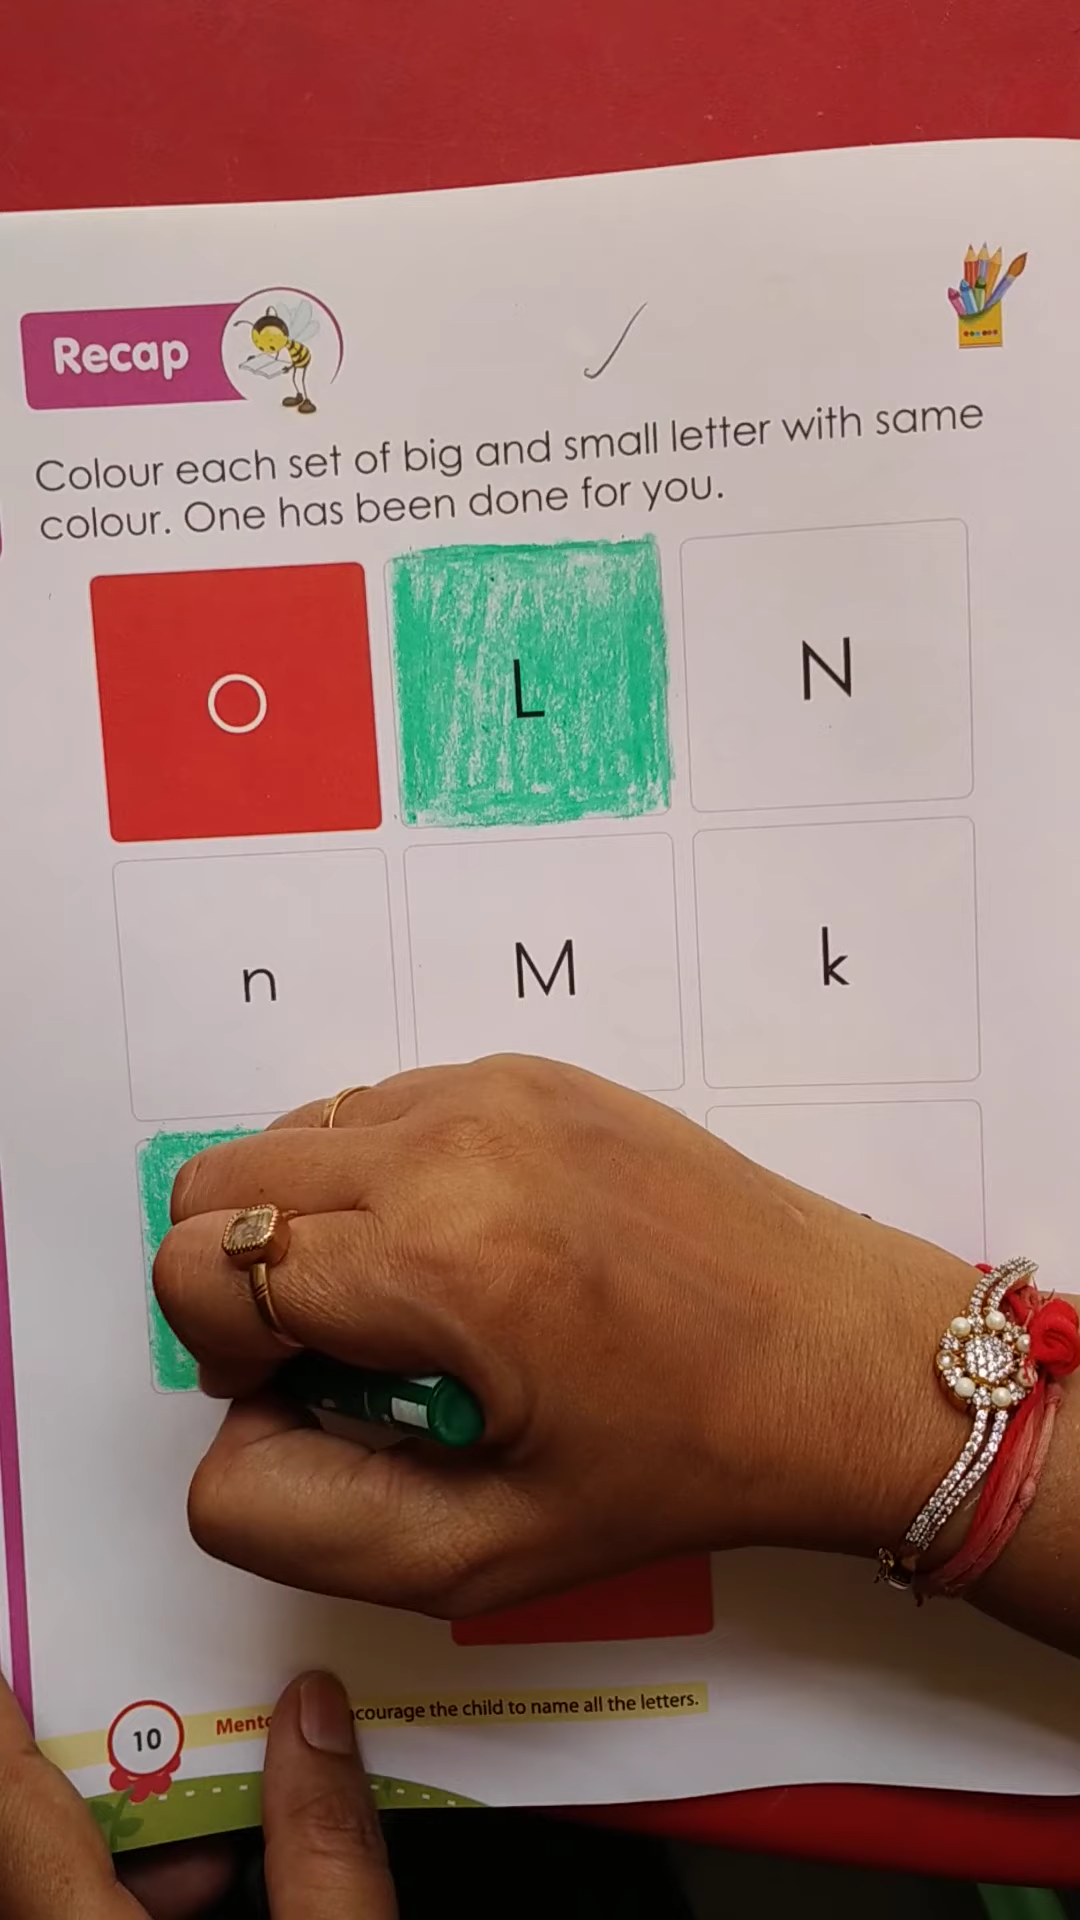 Recap
Colour each set of big and small letter with same
colour. One has been done for you.
O L N
n M k
10
courage the child to name all the letters.